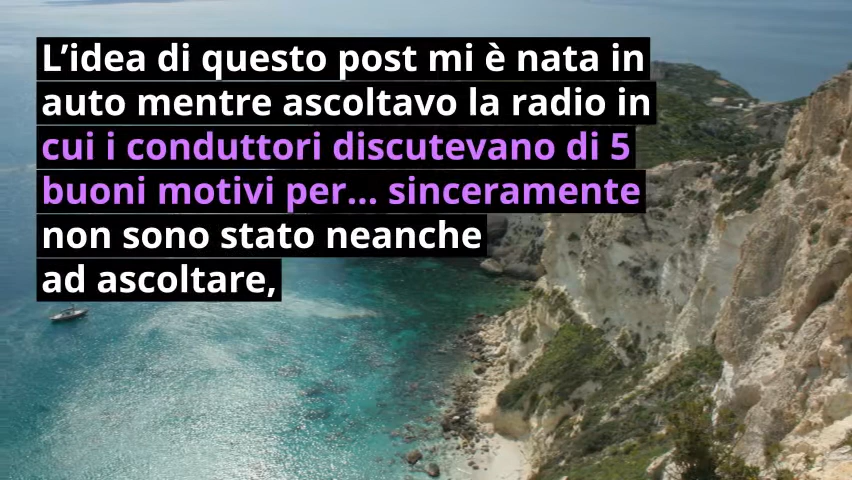 L’idea di questo post mi è nata in
auto mentre ascoltavo la radio in
cui i conduttori discutevano di 5
buoni motivi per... sinceramente
non sono stato neanche
ad ascoltare,